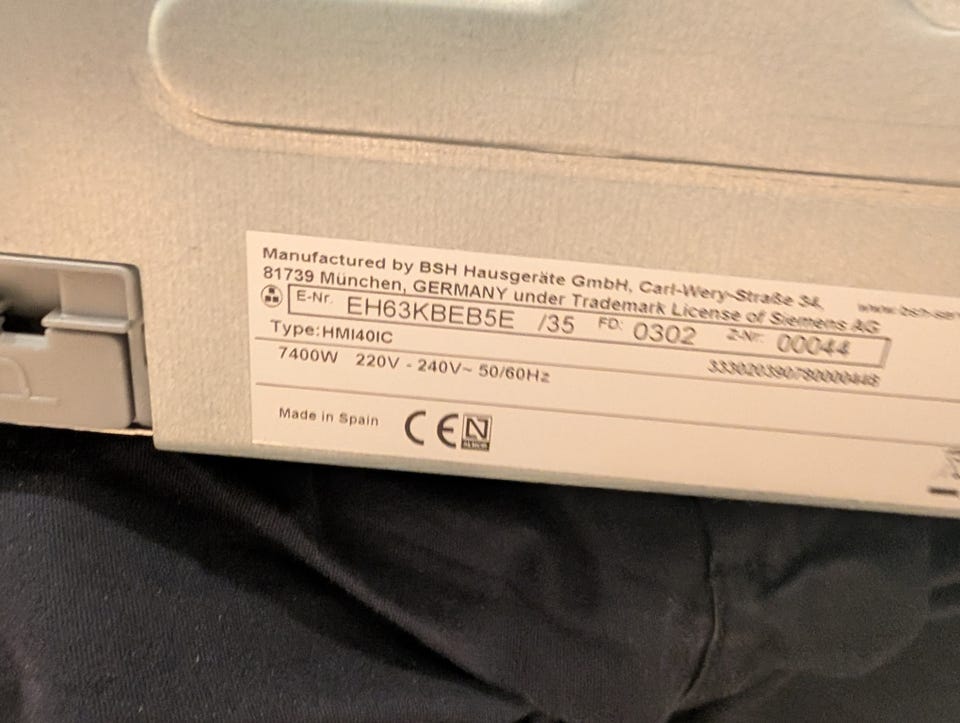 Manufactured by BSH Hausgeräte GmbH, Carl-Wery-Straße 34,
81739 München, GERMANY under Trademark License of Siemens AG
E-Nr. EH63KBEB5E /35 FD: 0302 Z-Nr. 00044
Type:HMI40IC
7400W 220V - 240V~ 50/60Hz
Made in Spain CE N